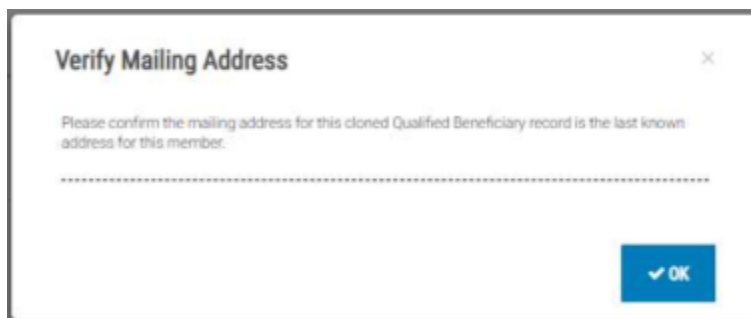 Verify Mailing Address
Please confirm the mailing address for this cloned Qualified Beneficiary record is the last known
address for this member.
OK